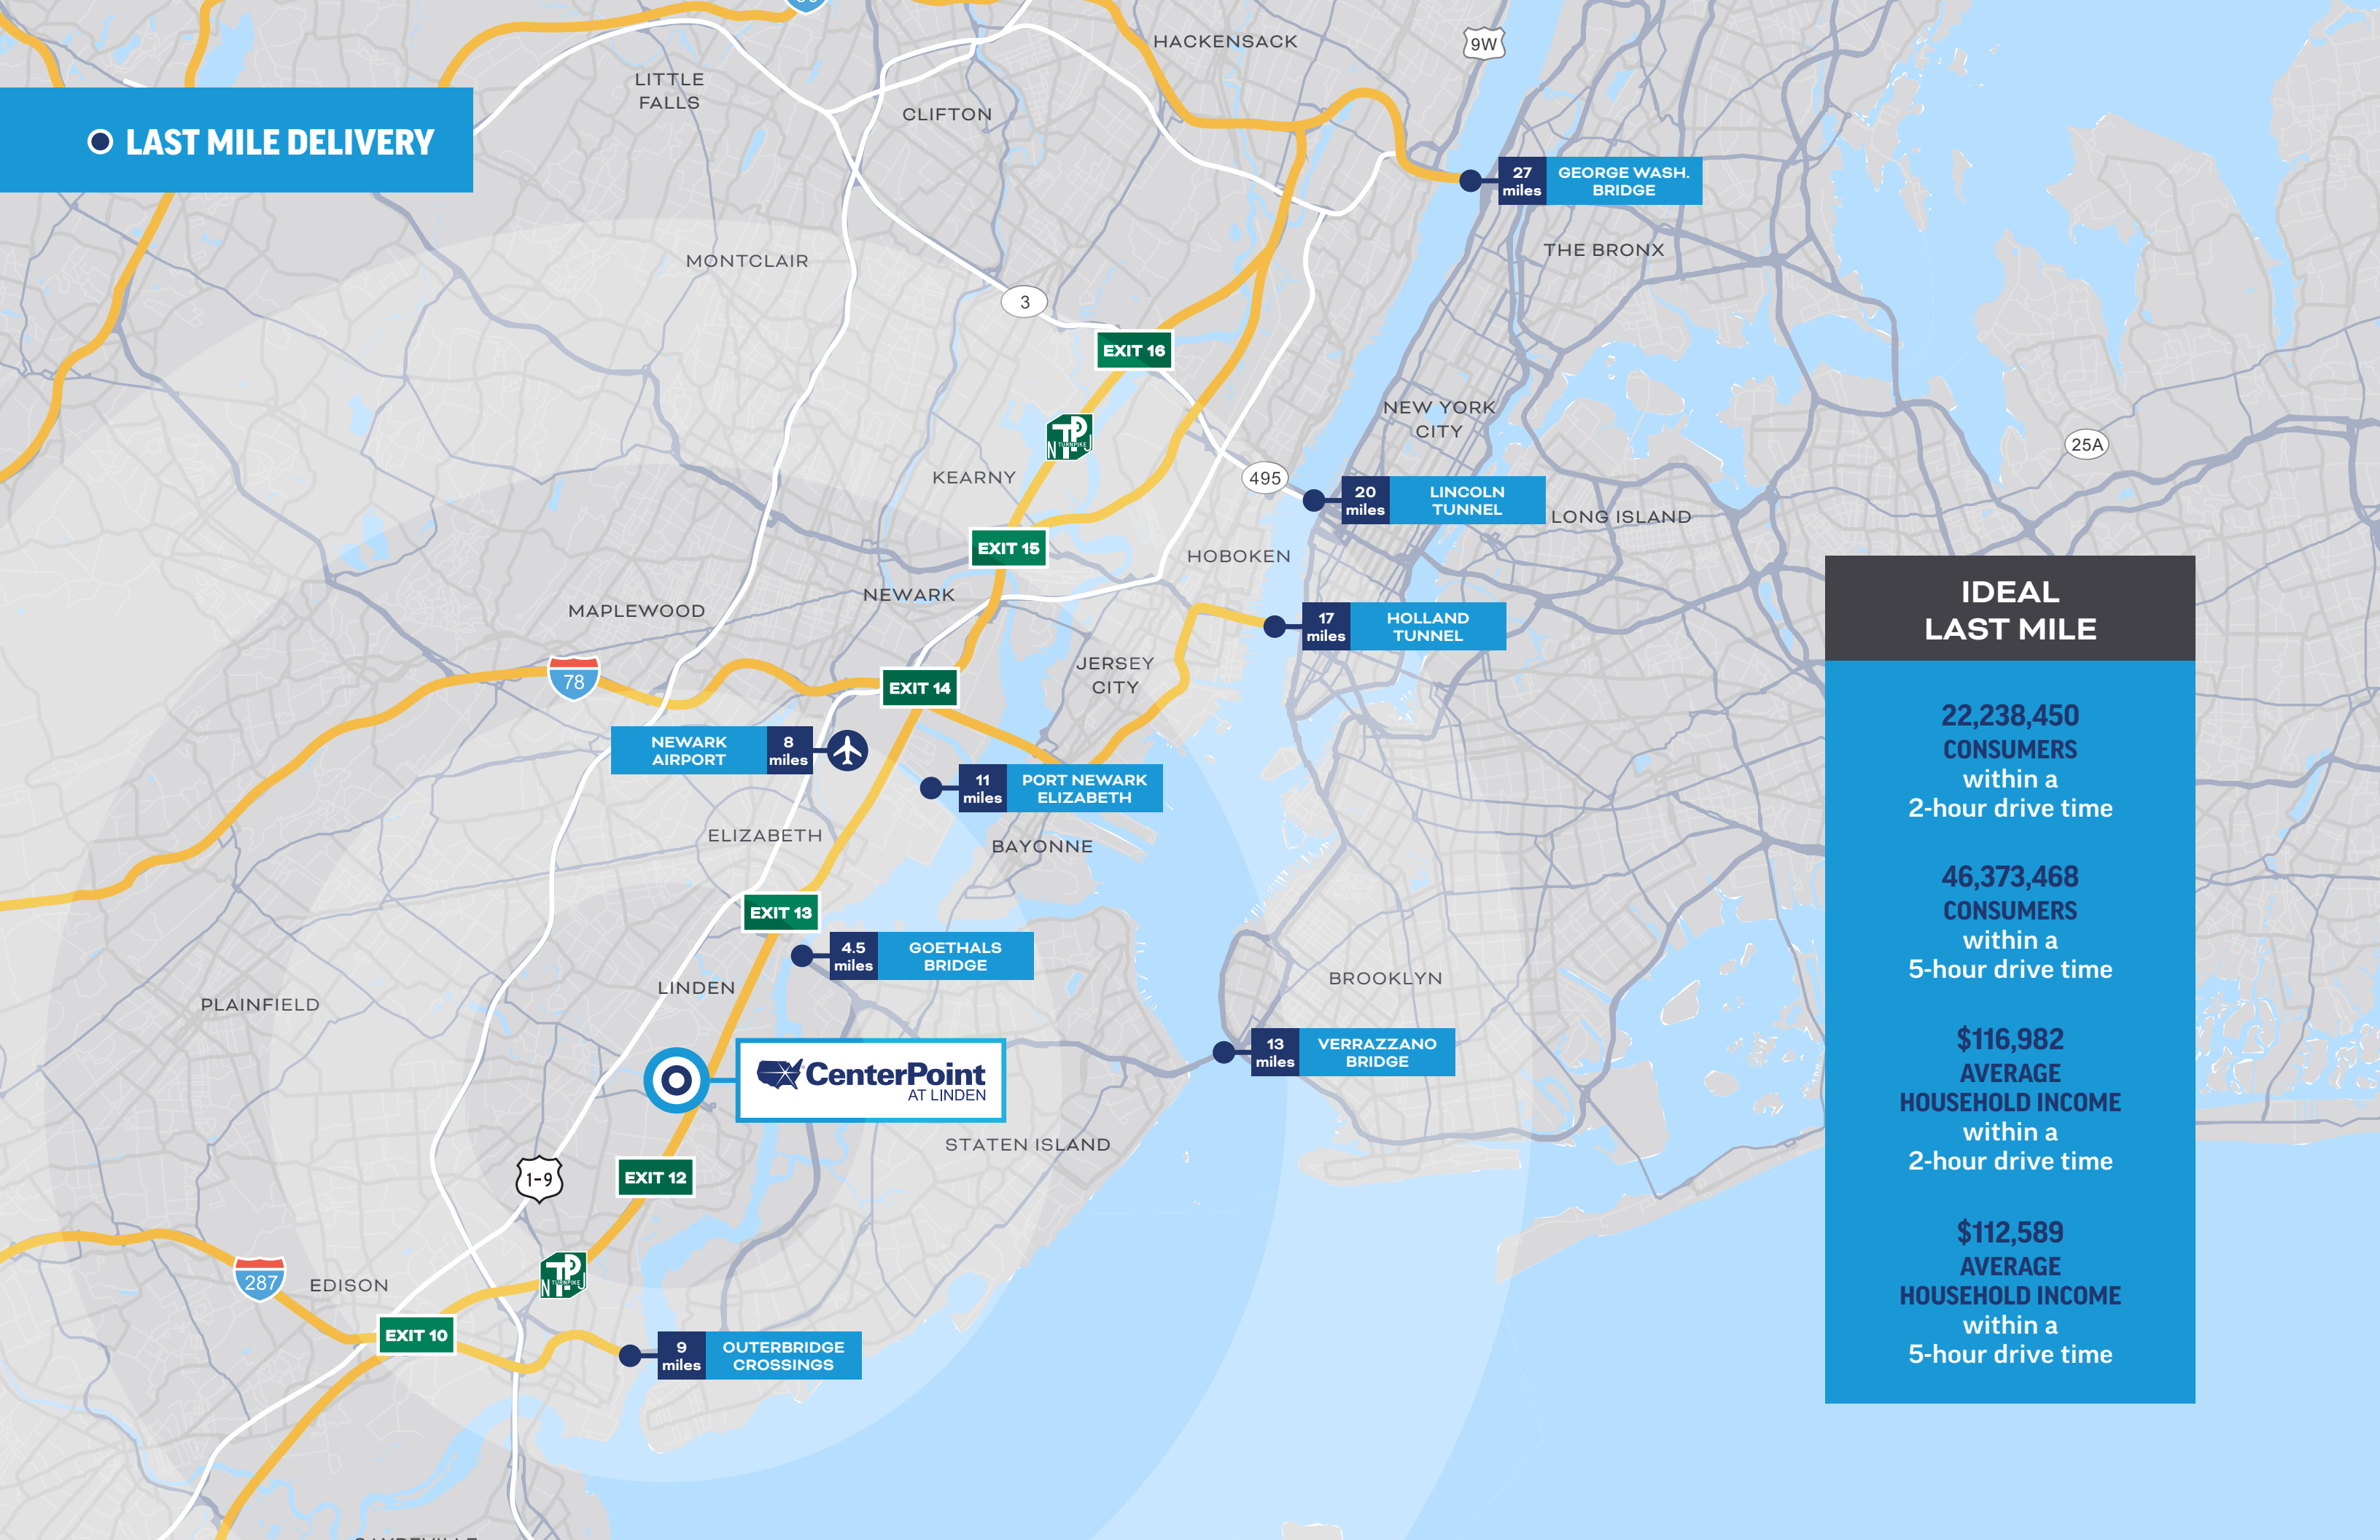 HACKENSACK
9W
LITTLE
FALLS
CLIFTON
LAST MILE DELIVERY
27
miles
GEORGE WASH.
BRIDGE
THE BRONX
MONTCLAIR
3
EXIT 16
NEW YORK
CITY
TP
N TURNPIKE J
25A
KEARNY
495
20
miles
LINCOLN
TUNNEL
LONG ISLAND
EXIT 15
HOBOKEN
NEWARK
MAPLEWOOD
17
miles
HOLLAND
TUNNEL
JERSEY
CITY
78
EXIT 14
NEWARK
AIRPORT
8
miles
11
miles
PORT NEWARK
ELIZABETH
ELIZABETH
BAYONNE
EXIT 13
4.5
miles
GOETHALS
BRIDGE
LINDEN
BROOKLYN
PLAINFIELD
13
miles
VERRAZZANO
BRIDGE
CenterPoint
AT LINDEN
STATEN ISLAND
EXIT 12
1-9
TP
N TURNPIKE J
287
EDISON
EXIT 10
9
miles
OUTERBRIDGE
CROSSINGS
IDEAL
LAST MILE
22,238,450
CONSUMERS
within a
2-hour drive time
46,373,468
CONSUMERS
within a
5-hour drive time
$116,982
AVERAGE
HOUSEHOLD INCOME
within a
2-hour drive time
$112,589
AVERAGE
HOUSEHOLD INCOME
within a
5-hour drive time